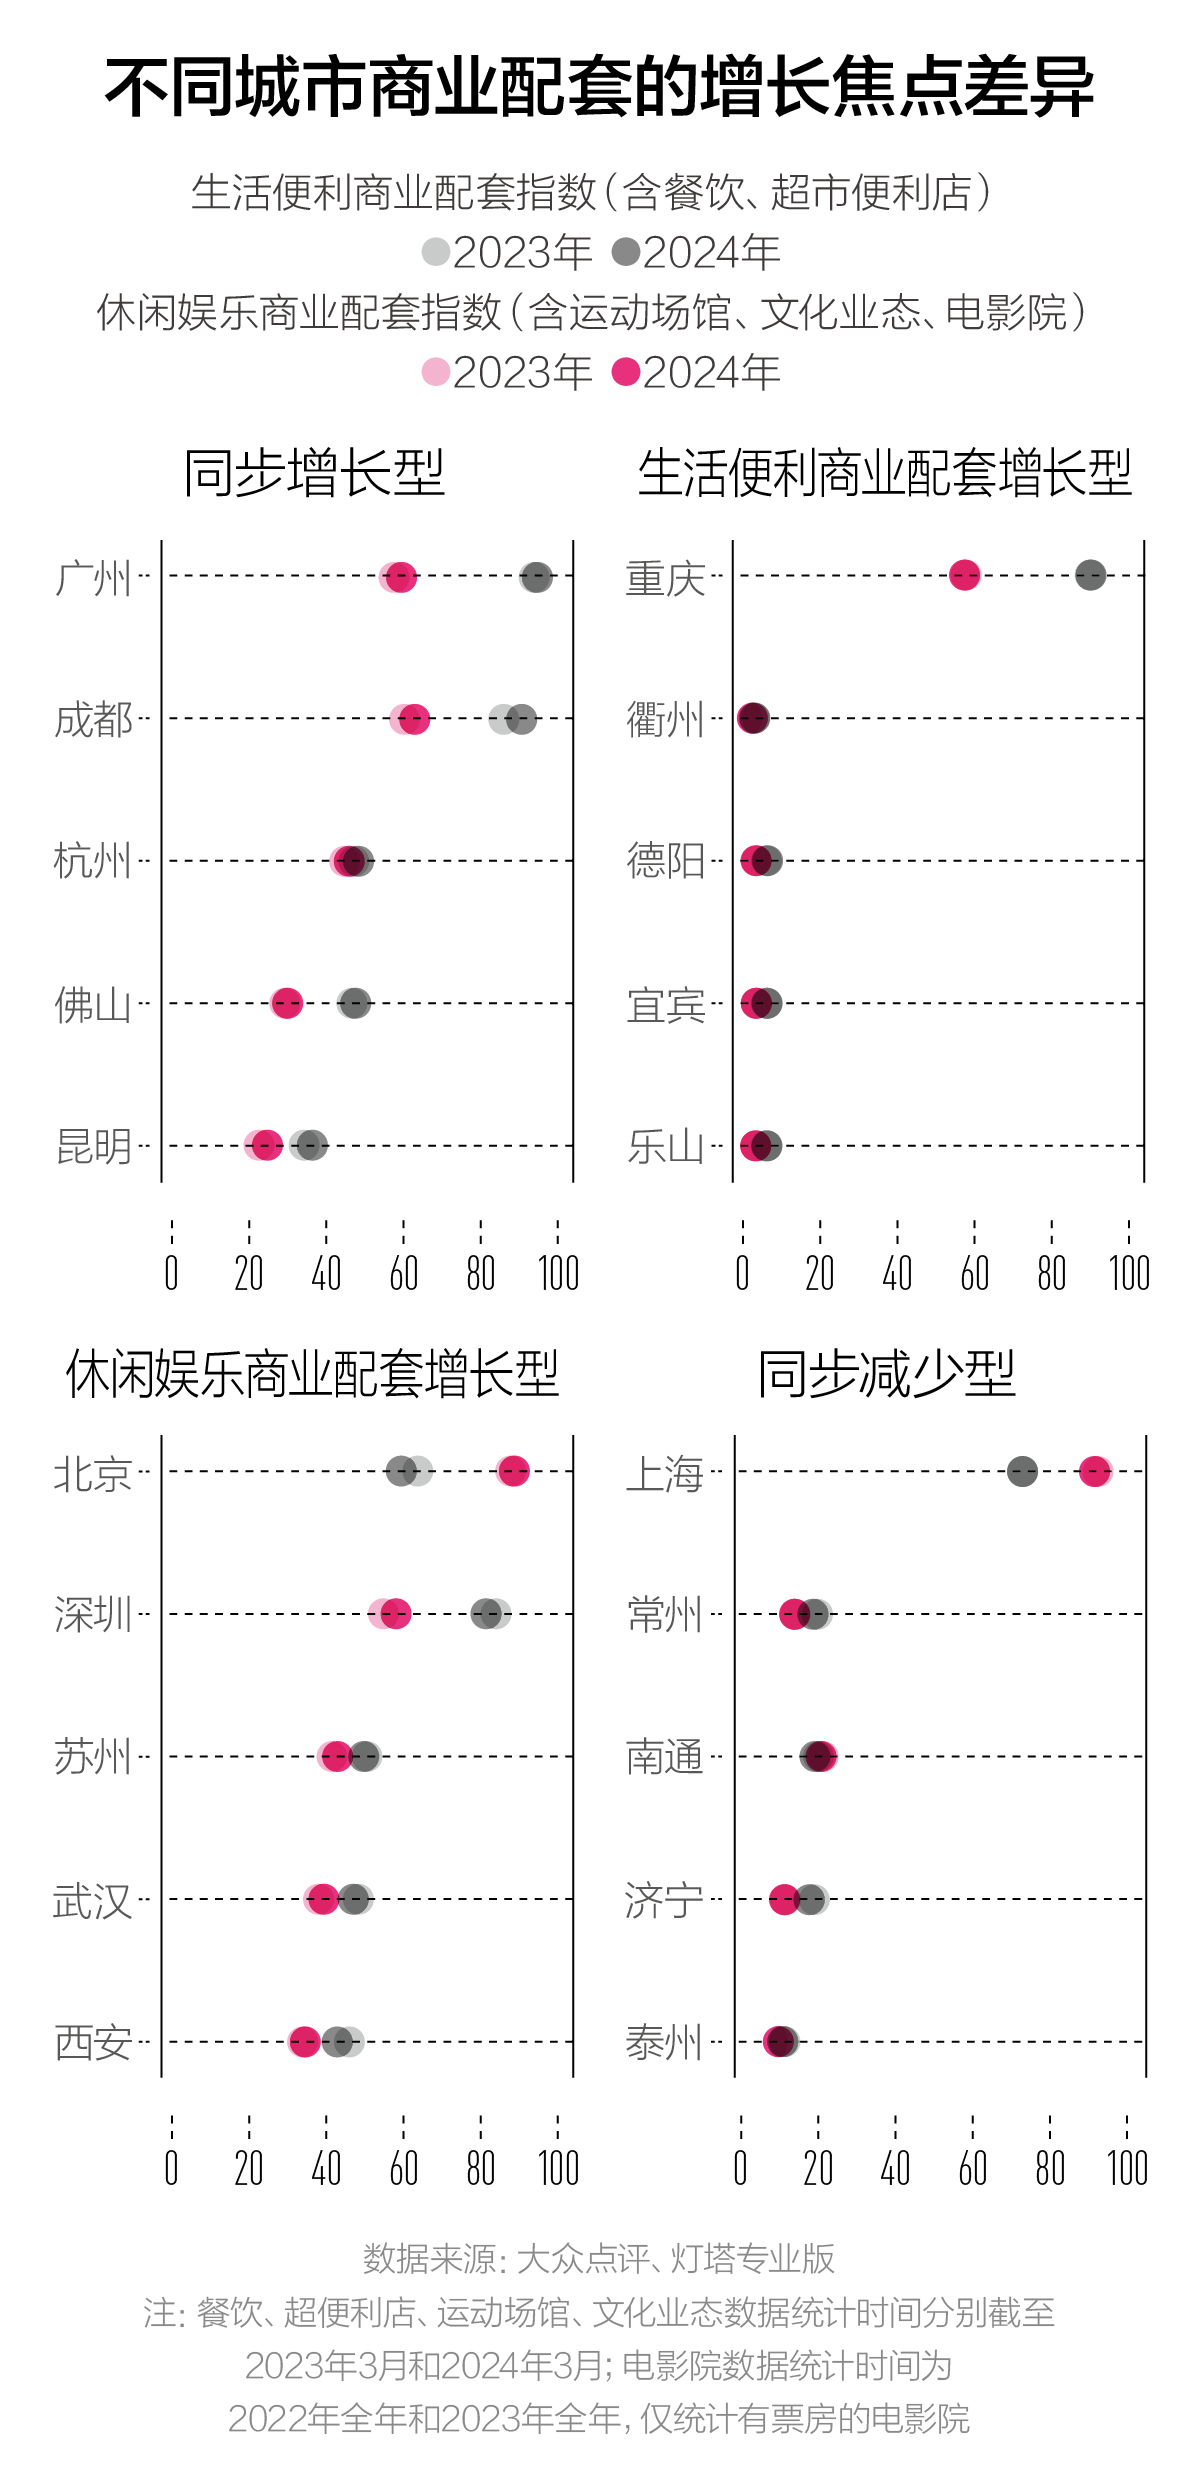 不同城市商业配套的增长焦点差异
生活便利商业配套指数（含餐饮、超市便利店）
2023年 2024年
休闲娱乐商业配套指数（含运动场馆、文化业态、电影院）
2023年 2024年
同步增长型
广州
成都
杭州
佛山
昆明
0 20 40 60 80 100
生活便利商业配套增长型
重庆
衢州
德阳
宜宾
乐山
0 20 40 60 80 100
休闲娱乐商业配套增长型
北京
深圳
苏州
武汉
西安
0 20 40 60 80 100
同步减少型
上海
常州
南通
济宁
泰州
0 20 40 60 80 100
数据来源：大众点评、灯塔专业版
注：餐饮、超便利店、运动场馆、文化业态数据统计时间分别截至
2023年3月和2024年3月；电影院数据统计时间为
2022年全年和2023年全年，仅统计有票房的电影院